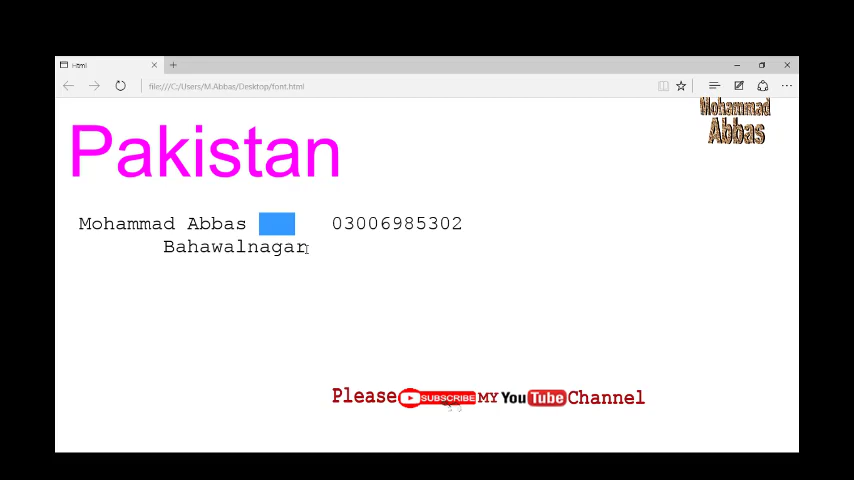 Html
file:///C:/Users/M.Abbas/Desktop/font.html
Mohammad
Abbas
Pakistan
Mohammad Abbas 03006985302
Bahawalnagar
Please SUBSCRIBE MY YouTube Channel